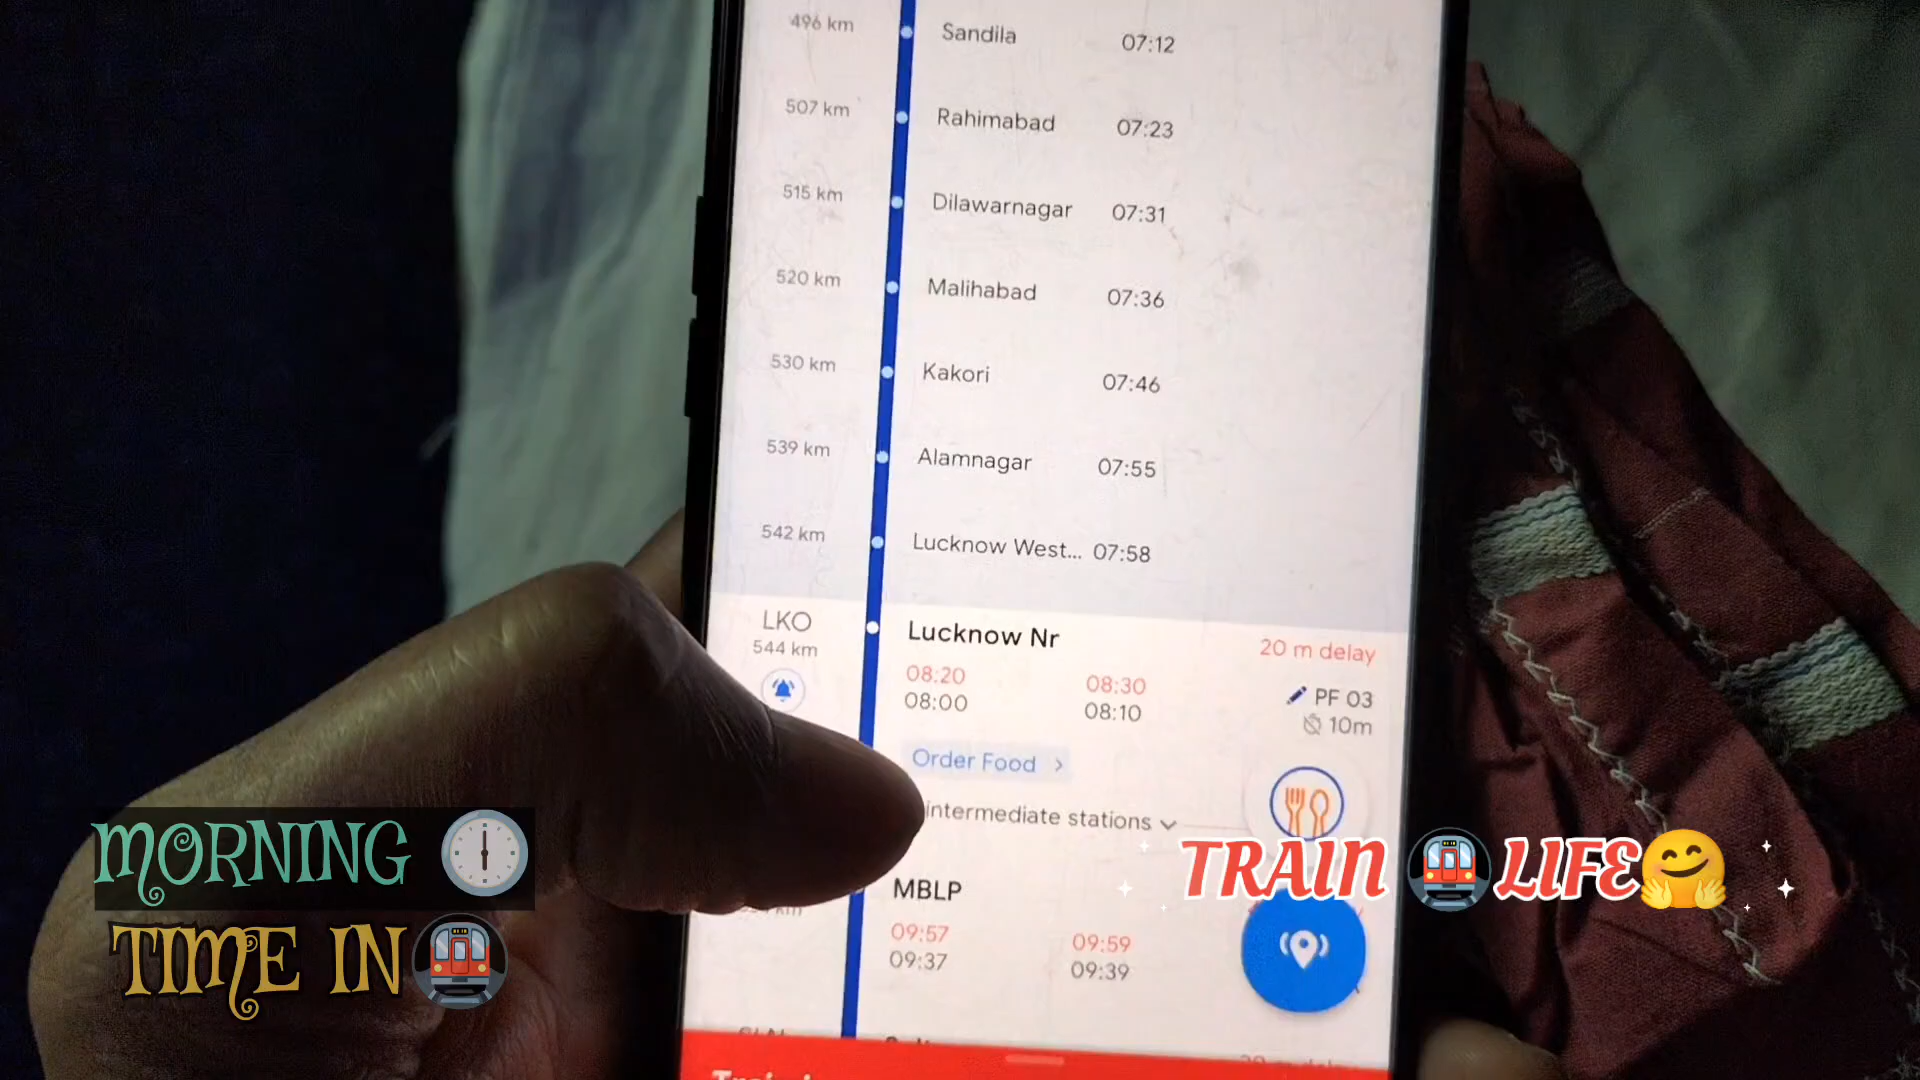 496 km Sandila 07:12
507 km Rahimabad 07:23
515 km Dilawarnagar 07:31
520 km Malihabad 07:36
530 km Kakori 07:46
539 km Alamnagar 07:55
542 km Lucknow West... 07:58
LKO Lucknow Nr 20 m delay
544 km
08:20 08:30 PF 03
08:00 08:10 10m
Order Food >
intermediate stations
MBLP
09:57 09:59
09:37 09:39
MORNING
TIME IN
TRAIN LIFE